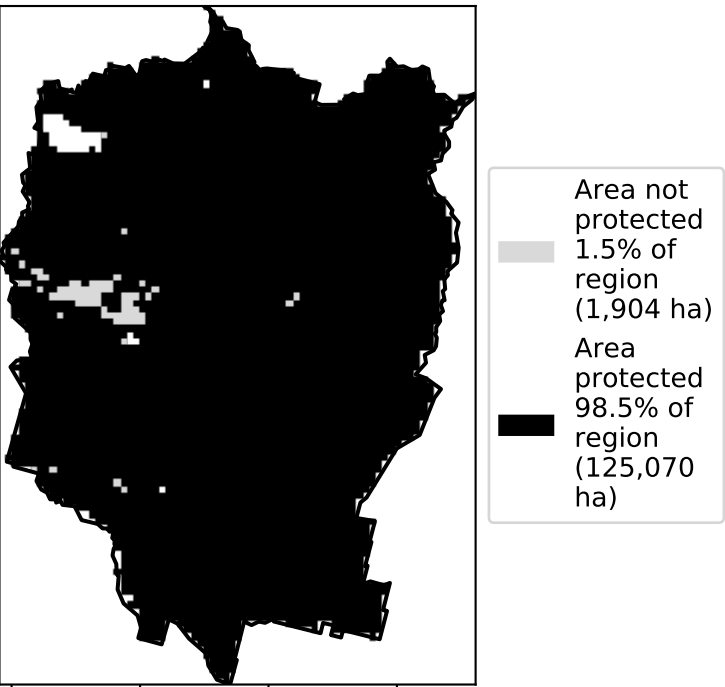 Area not
protected
1.5% of
region
(1,904 ha)
Area
protected
98.5% of
region
(125,070
ha)